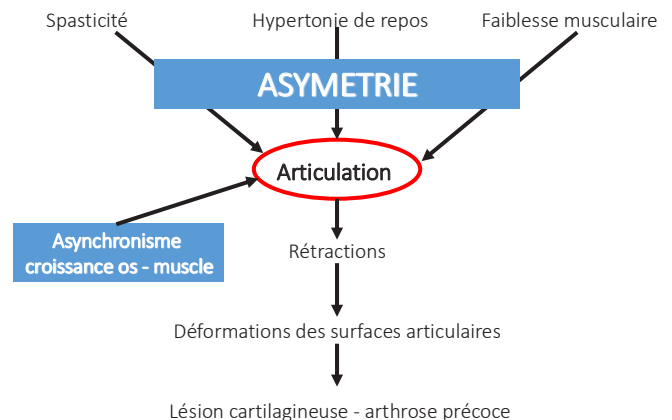 Spasticité
Hypertonie de repos
Faiblesse musculaire
ASYMETRIE
Articulation
Asynchronisme
croissance os - muscle
Rétractions
Déformations des surfaces articulaires
Lésion cartilagineuse - arthrose précoce